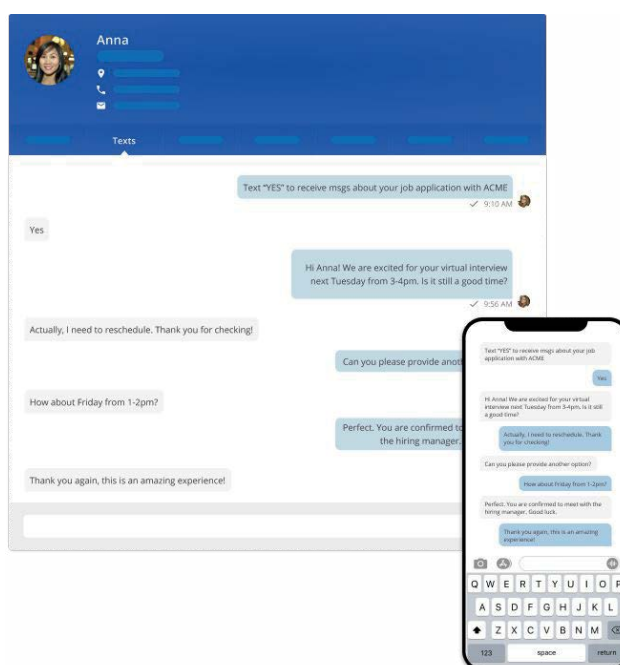 Anna
Texts
Text "YES" to receive msgs about your job application with ACME
9:10 AM
Yes
Hi Anna! We are excited for your virtual interview
next Tuesday from 3-4pm. Is it still a good time?
9:56 AM
Actually, I need to reschedule. Thank you for checking!
Can you please provide anot
How about Friday from 1-2pm?
Perfect. You are confirmed to
the hiring manager.
Thank you again, this is an amazing experience!
Text "YES" to receive msgs about your job
application with ACME
Yes
Hi Anna! We are excited for your virtual
interview next Tuesday from 3-4pm. Is it still
a good time?
Actually, I need to reschedule. Thank
you for checking!
Can you please provide another option?
How about Friday from 1-2pm?
Perfect. You are confirmed to meet with the
hiring manager. Good luck.
Thank you again, this is an amazing
experience!
Q W E R T Y U I O P
A S D F G H J K L
Z X C V B N M
123 space return